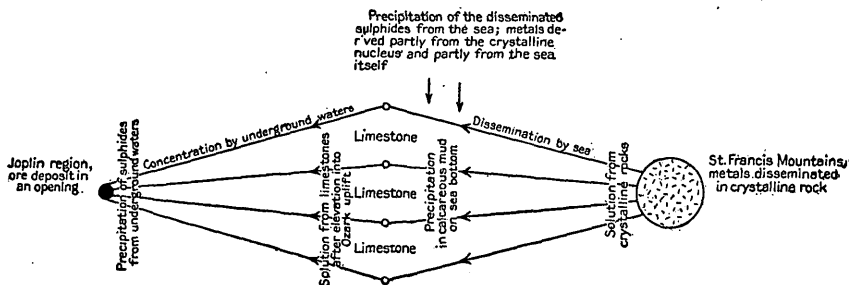 Precipitation of the disseminated
sulphides from the sea; metals de-
rived partly from the crystalline
nucleus and partly from the sea
itself
Joplin region,
ore deposit in
an opening.
Precipitation of sulphides
from underground waters
Concentration by underground waters
Solution from limestones
after elevation into
Ozark uplift
Limestone
Limestone
Limestone
Precipitation
in calcareous mud
on sea bottom
Dissemination by sea
Solution from
crystalline rocks
St. Francis Mountains,
metals disseminated
in crystalline rock